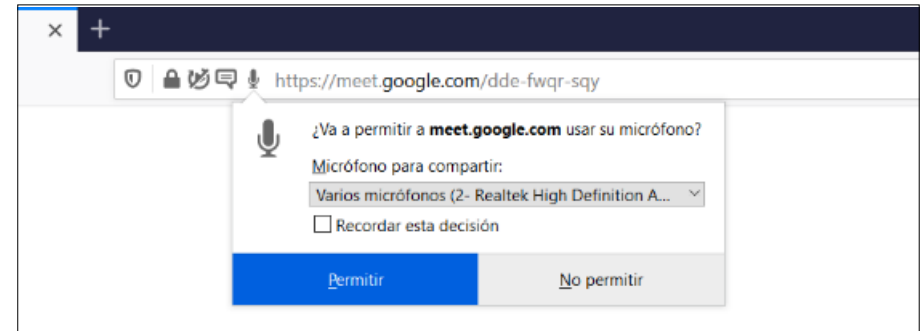 https://meet.google.com/dde-fwqr-sqy
¿Va a permitir a meet.google.com usar su micrófono?
Micrófono para compartir:
Varios micrófonos (2- Realtek High Definition A...
Recordar esta decisión
Permitir
No permitir